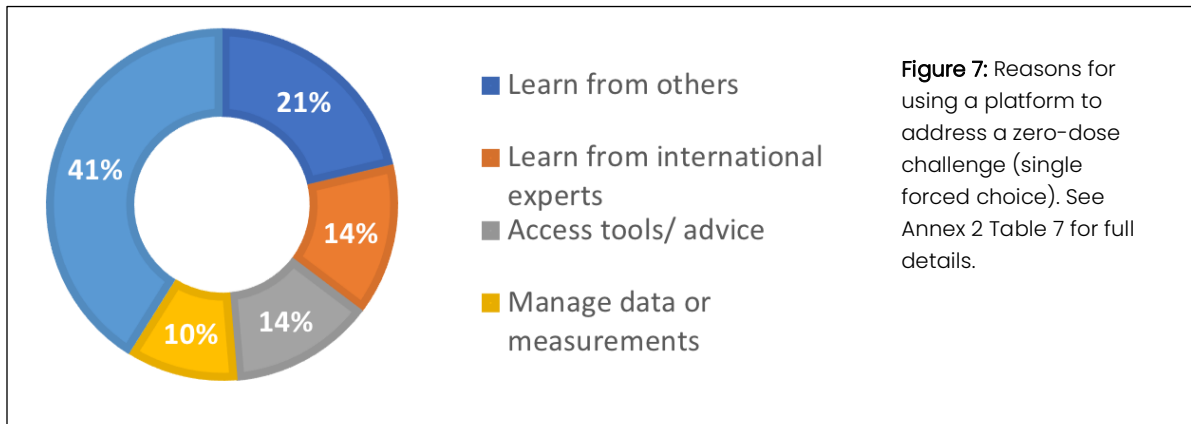 21%
41%
14%
14%
10%
Learn from others
Learn from international
experts
Access tools/ advice
Manage data or
measurements
Figure 7: Reasons for
using a platform to
address a zero-dose
challenge (single
forced choice). See
Annex 2 Table 7 for full
details.